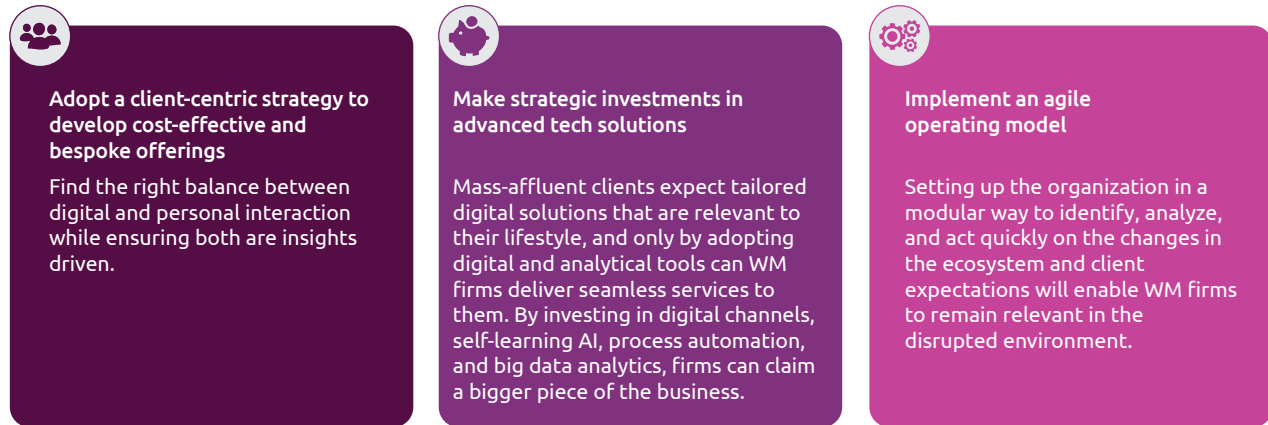 Adopt a client-centric strategy to
develop cost-effective and
bespoke offerings
Find the right balance between
digital and personal interaction
while ensuring both are insights
driven.
Make strategic investments in
advanced tech solutions
Mass-affluent clients expect tailored
digital solutions that are relevant to
their lifestyle, and only by adopting
digital and analytical tools can WM
firms deliver seamless services to
them. By investing in digital channels,
self-learning AI, process automation,
and big data analytics, firms can claim
a bigger piece of the business.
Implement an agile
operating model
Setting up the organization in a
modular way to identify, analyze,
and act quickly on the changes in
the ecosystem and client
expectations will enable WM firms
to remain relevant in the
disrupted environment.